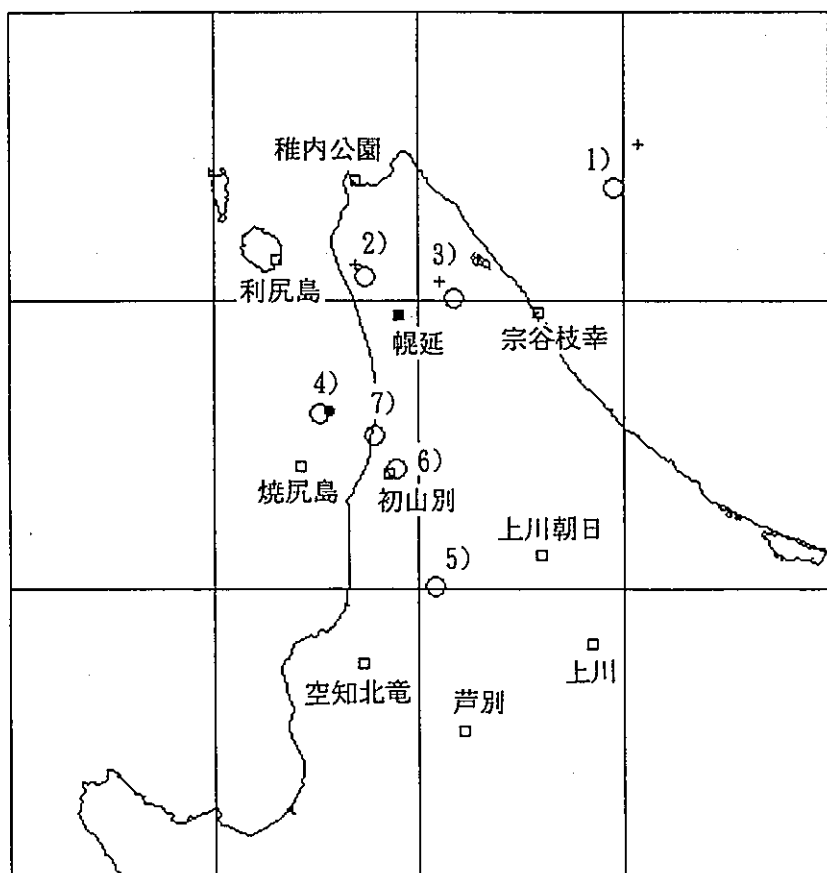 稚内公園
1)
2)
3)
利尻島
幌延
宗谷枝幸
4)
7)
焼尻島
初山別
6)
上川朝日
5)
空知北竜
上川
芦別